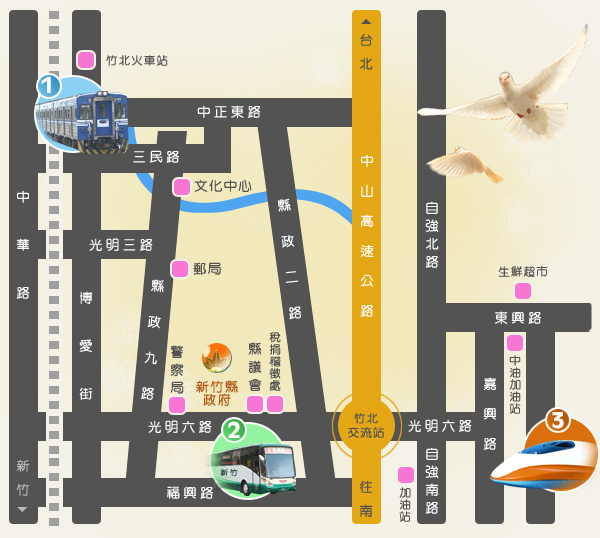 台北
竹北火車站
1
中正東路
三民路
文化中心
中山高速公路
中華路
縣政二路
自強北路
光明三路
郵局
生鮮超市
博愛街
縣政九路
東興路
警察局
新竹縣
政府
縣議會
稅捐稽徵處
中油加油站
嘉興路
竹北
交流站
光明六路
2
光明六路
3
新竹
新竹
自強南路
加油站
福興路
往南